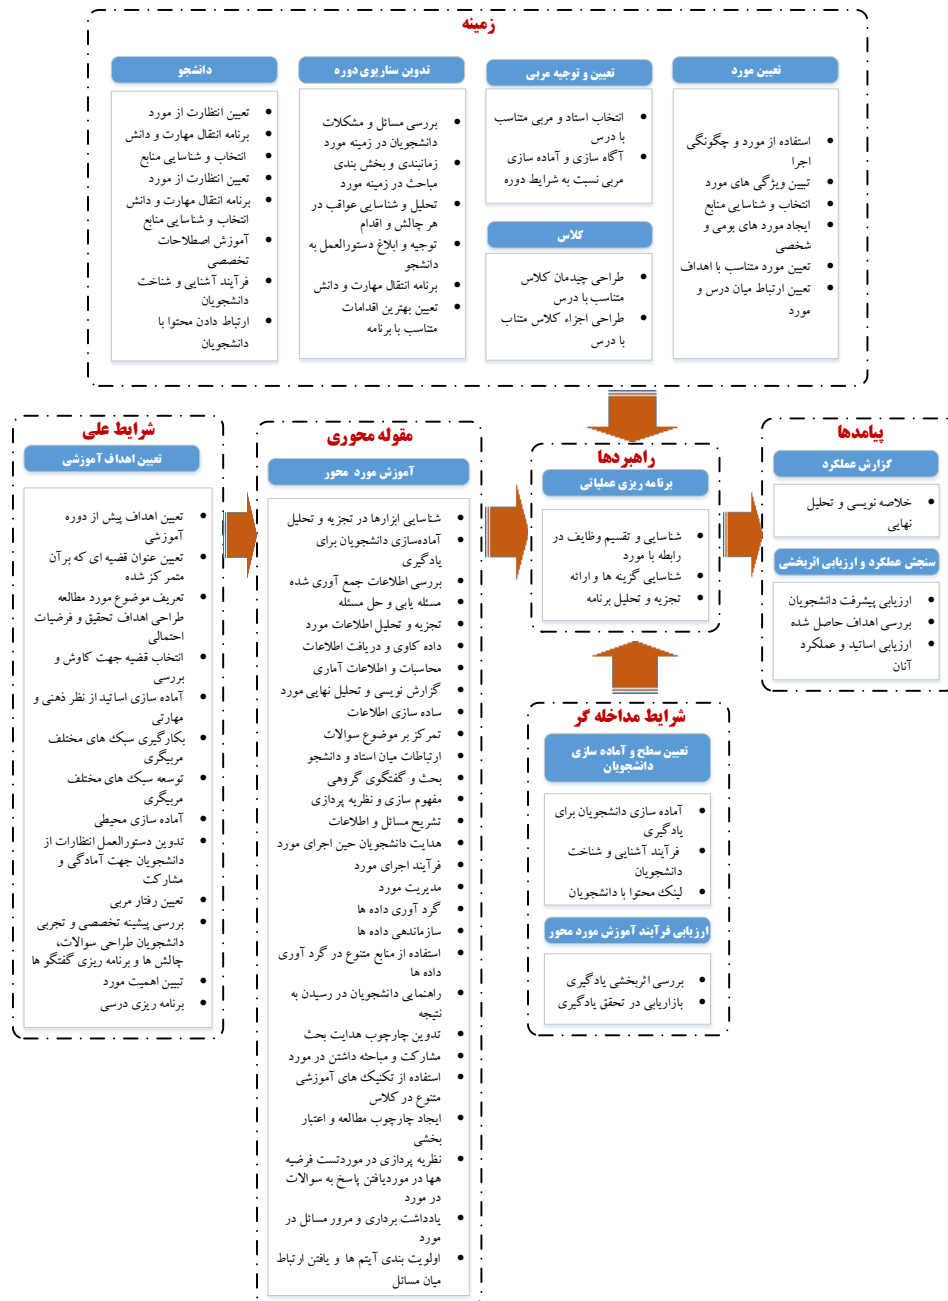 زمینه
تعیین مورد
استفاده از مورد و چگونگی
اجرا
تبیین ویژگی های مورد
انتخاب و شناسایی منابع
ایجاد مورد های بومی و
شخصی
تعیین مورد متناسب با اهداف
تعیین ارتباط میان درس و
مورد
تعیین و توجیه مربی
انتخاب استاد و مربی متناسب
با درس
آگاه سازی و آماده سازی
مربی نسبت به شرایط دوره
کلاس
طراحی چیدمان کلاس
متناسب با درس
طراحی اجزاء کلاس متناب
با درس
تدوین سناریوی دوره
بررسی مسائل و مشکلات
دانشجویان در زمینه مورد
زمانبندی و بخش بندی
مباحث در زمینه مورد
تحلیل و شناسایی عواقب در
هر چالش و اقدام
توجیه و ابلاغ دستورالعمل به
دانشجو
برنامه انتقال مهارت و دانش
تعیین بهترین اقدامات
متناسب با برنامه
دانشجو
تعیین انتظارت از مورد
برنامه انتقال مهارت و دانش
انتخاب و شناسایی منابع
تعیین انتظارت از مورد
برنامه انتقال مهارت و دانش
انتخاب و شناسایی منابع
آموزش اصطلاحات
تخصصی
فرآیند آشنایی و شناخت
دانشجویان
ارتباط دادن محتوا با
دانشجویان
شرایط علی
تعیین اهداف آموزشی
تعیین اهداف پیش از دوره
آموزشی
تعیین عنوان قضیه ای که برآن
متمرکز شده
تعریف موضوع مورد مطالعه
طراحی اهداف تحقیق و فرضیات
احتمالی
انتخاب قضیه جهت کاوش و
بررسی
آماده سازی اساتید از نظر ذهنی و
مهارتی
بکارگیری سبک های مختلف
مربیگری
توسعه سبک های مختلف
مربیگری
آماده سازی محیطی
تدوین دستورالعمل انتظارات از
دانشجویان جهت آمادگی و
مشارکت
تعیین رفتار مربی
بررسی پیشینه تخصصی و تجربی
دانشجویان طراحی سوالات،
چالش ها و برنامه ریزی گفتگو ها
تبیین اهمیت مورد
برنامه ریزی درسی
مقوله محوری
آموزش مورد محور
شناسایی ابزارها در تجزیه و تحلیل
آماده‌سازی دانشجویان برای
یادگیری
بررسی اطلاعات جمع آوری شده
مسئله یابی و حل مسئله
تجزیه و تحلیل اطلاعات مورد
داده کاوی و دریافت اطلاعات
محاسبات و اطلاعات آماری
گزارش نویسی و تحلیل نهایی مورد
ساده سازی اطلاعات
تمرکز بر موضوع سوالات
ارتباطات میان استاد و دانشجو
بحث و گفتگوی گروهی
مفهوم سازی و نظریه پردازی
تشریح مسائل و اطلاعات
هدایت دانشجویان حین اجرای مورد
فرآیند اجرای مورد
مدیریت مورد
گرد آوری داده ها
سازماندهی داده ها
استفاده از منابع متنوع در گرد آوری
داده ها
راهنمایی دانشجویان در رسیدن به
نتیجه
تدوین چارچوب هدایت بحث
مشارکت و مباحثه داشتن در مورد
استفاده از تکنیک های آموزشی
متنوع در کلاس
ایجاد چارچوب مطالعه و اعتبار
بخشی
نظریه پردازی در موردتست فرضیه
هها در موردیافتن پاسخ به سوالات
در مورد
یادداشت برداری و مرور مسائل در
مورد
اولویت بندی آیتم ها و یافتن ارتباط
میان مسائل
راهبردها
برنامه ریزی عملیاتی
شناسایی و تقسیم وظایف در
رابطه با مورد
شناسایی گزینه ها و ارائه
تجزیه و تحلیل برنامه
شرایط مداخله گر
تعیین سطح و آماده سازی
دانشجویان
آماده سازی دانشجویان برای
یادگیری
فرآیند آشنایی و شناخت
دانشجویان
لینک محتوا با دانشجویان
ارزیابی فرآیند آموزش مورد محور
بررسی اثربخشی یادگیری
بازاریابی در تحقق یادگیری
پیامدها
گزارش عملکرد
خلاصه نویسی و تحلیل
نهایی
سنجش عملکرد و ارزیابی اثربخشی
ارزیابی پیشرفت دانشجویان
بررسی اهداف حاصل شده
ارزیابی اساتید و عملکرد
آنان